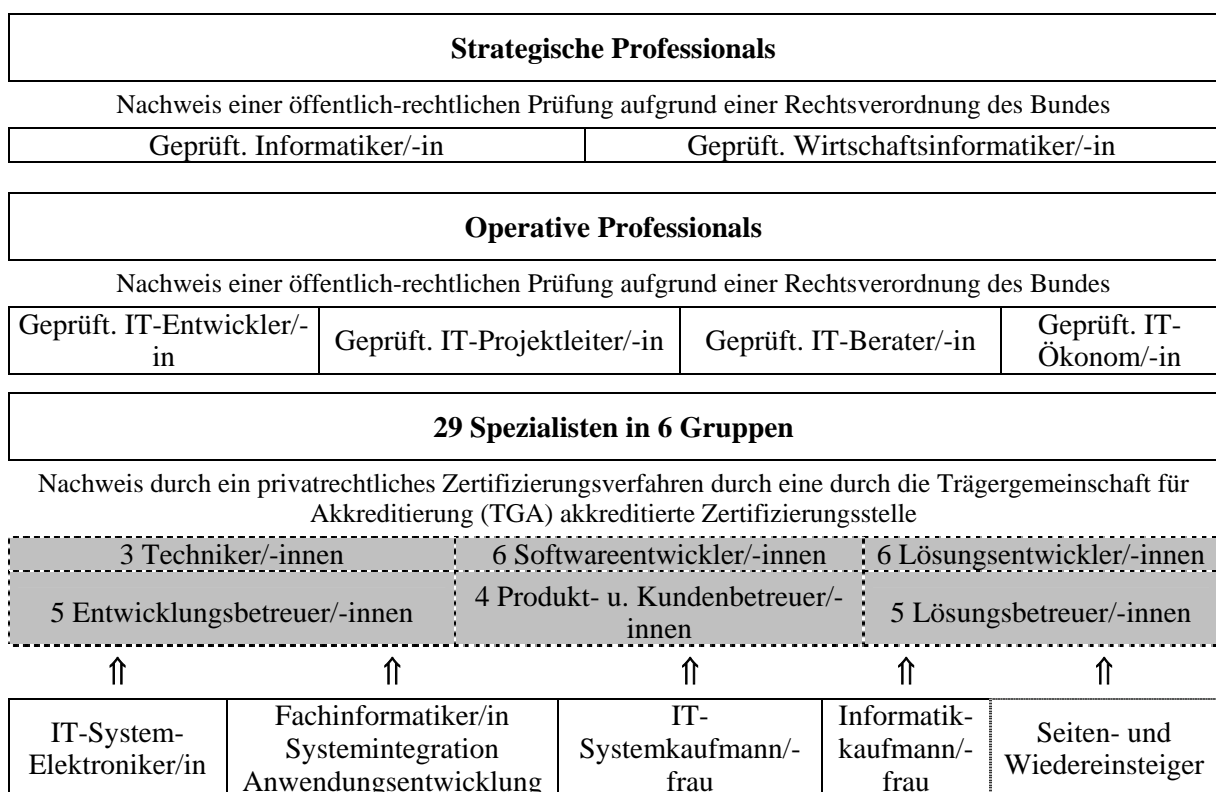 Strategische Professionals
Nachweis einer öffentlich-rechtlichen Prüfung aufgrund einer Rechtsverordnung des Bundes
Geprüft. Informatiker/-in
Geprüft. Wirtschaftsinformatiker/-in
Operative Professionals
Nachweis einer öffentlich-rechtlichen Prüfung aufgrund einer Rechtsverordnung des Bundes
Geprüft. IT-Entwickler/-
in
Geprüft. IT-Projektleiter/-in
Geprüft. IT-Berater/-in
Geprüft. IT-
Ökonom/-in
29 Spezialisten in 6 Gruppen
Nachweis durch ein privatrechtliches Zertifizierungsverfahren durch eine durch die Trägergemeinschaft für
Akkreditierung (TGA) akkreditierte Zertifizierungsstelle
3 Techniker/-innen
6 Softwareentwickler/-innen
6 Lösungsentwickler/-innen
5 Entwicklungsbetreuer/-innen
4 Produkt- u. Kundenbetreuer/-
innen
5 Lösungsbetreuer/-innen
⇑ ⇑ ⇑ ⇑ ⇑
IT-System-
Elektroniker/in
Fachinformatiker/in
Systemintegration
Anwendungsentwicklung
IT-
Systemkaufmann/-
frau
Informatik-
kaufmann/-
frau
Seiten- und
Wiedereinsteiger